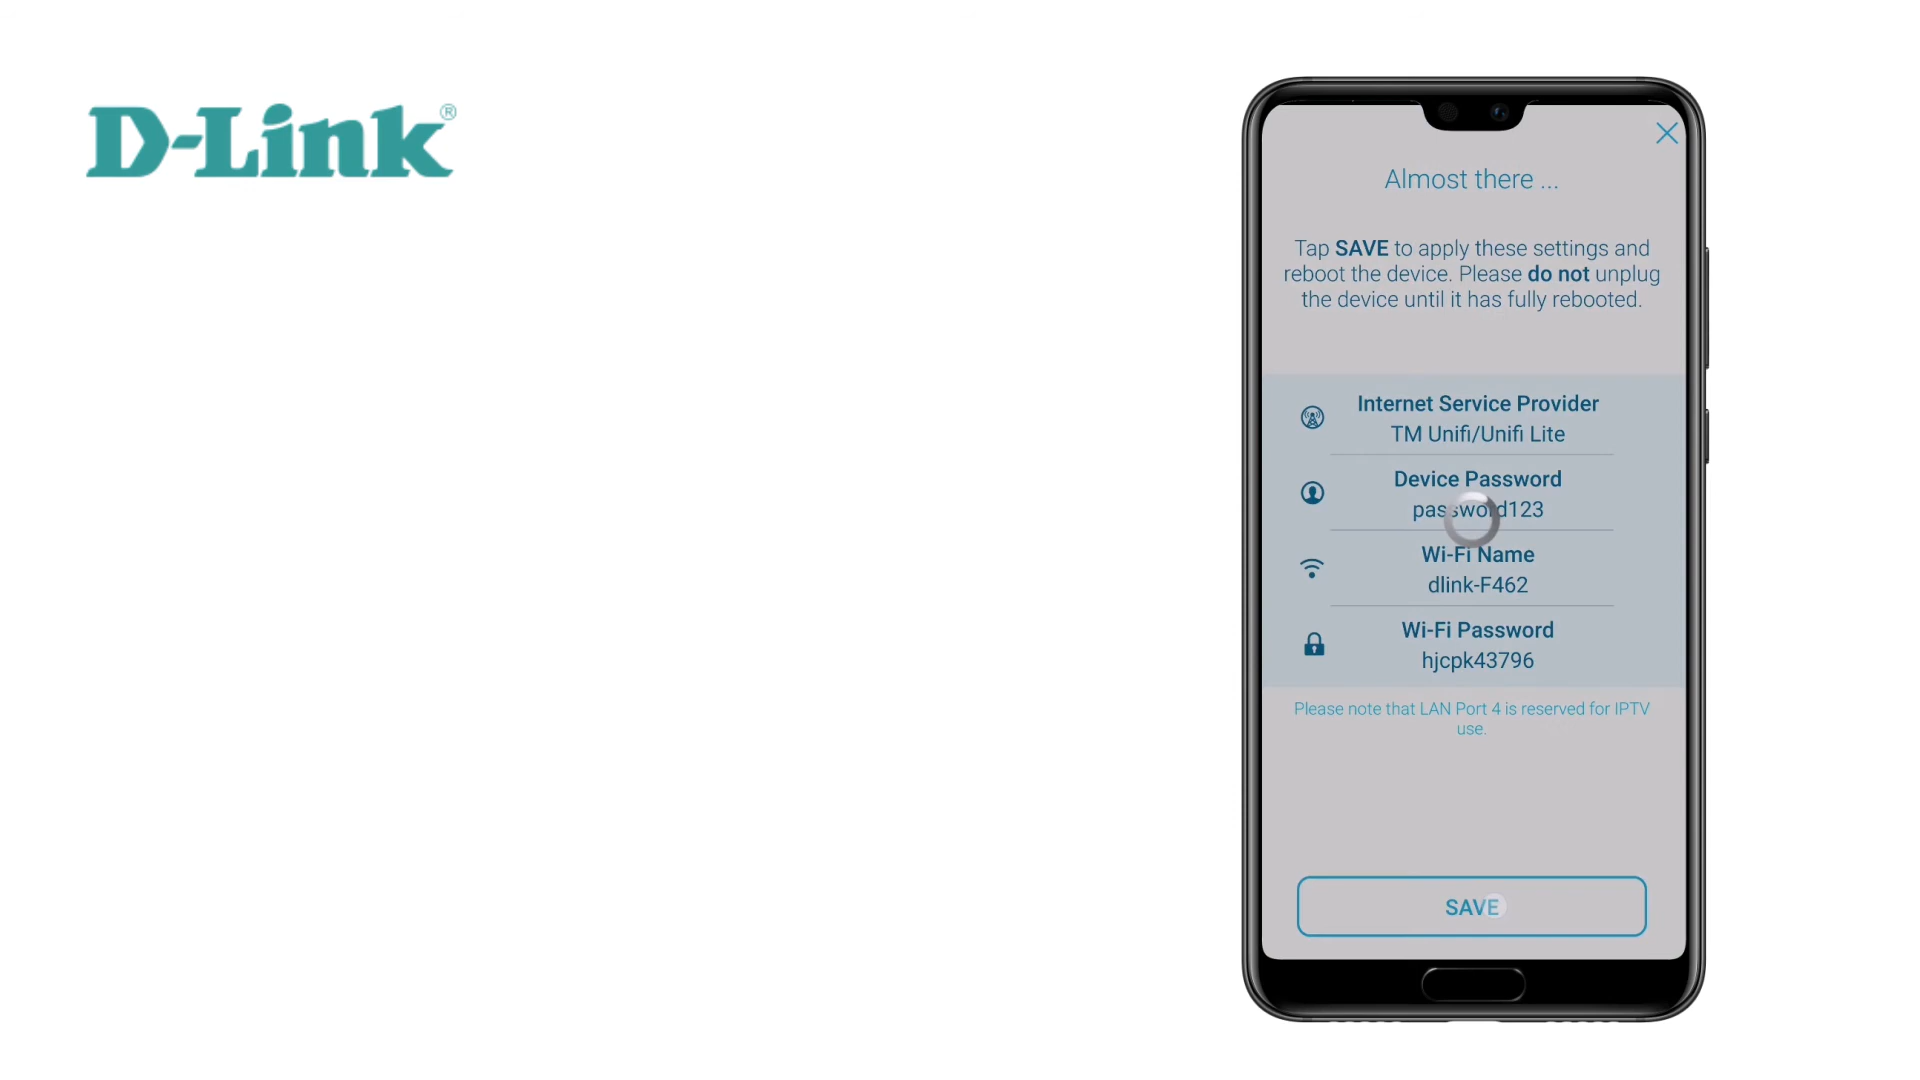 D-Link®
Almost there ...
Tap SAVE to apply these settings and
reboot the device. Please do not unplug
the device until it has fully rebooted.
Internet Service Provider
TM Unifi/Unifi Lite
Device Password
password123
Wi-Fi Name
dlink-F462
Wi-Fi Password
hjcpk43796
Please note that LAN Port 4 is reserved for IPTV
use.
SAVE